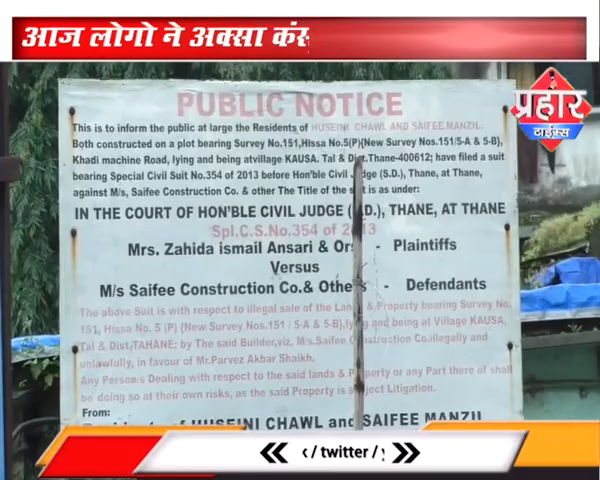 आज लोगो ने अक्सा कंस
प्रहार
टाईम्स
PUBLIC NOTICE
This is to inform the public at large the Residents of HUSEINI CHAWL AND SAIFEE MANZIL.
Both constructed on a plot bearing Survey No.151,Hissa No.5(P)(New Survey Nos.151/5-A & 5-B),
Khadi machine Road, lying and being atvillage KAUSA. Tal & Dist.Thane-400612; have filed a suit
bearing Special Civil Suit No.354 of 2013 before Hon'ble Civil Judge (S.D.), Thane, at Thane,
against M/s, Saifee Construction Co. & other The Title of the suit is as under:
IN THE COURT OF HON'BLE CIVIL JUDGE (S.D.), THANE, AT THANE
Spl.C.S.No.354 of 2013
Mrs. Zahida ismail Ansari & Ors - Plaintiffs
Versus
M/s Saifee Construction Co.& Others - Defendants
The above Suit is with respect to illegal sale of the Land & Property bearing Survey No,
151, Hissa No. 5 (P) (New Survey Nos.151 / 5-A & 5-B),lying and being at Village KAUSA,
Tal & Dist,TAHANE; By The said Builder,viz. M/s.Saifee Construction Co.illegally and
unlawfully, in favour of Mr.Parvez Akbar Shaikh.
Any Persons Dealing with respect to the said lands & Property or any Part there of shall
be doing so at their own risks, as the said Property is subject Litigation.
From:
HUSEINI CHAWL and SAIFEE MANZIL
/ twitter /